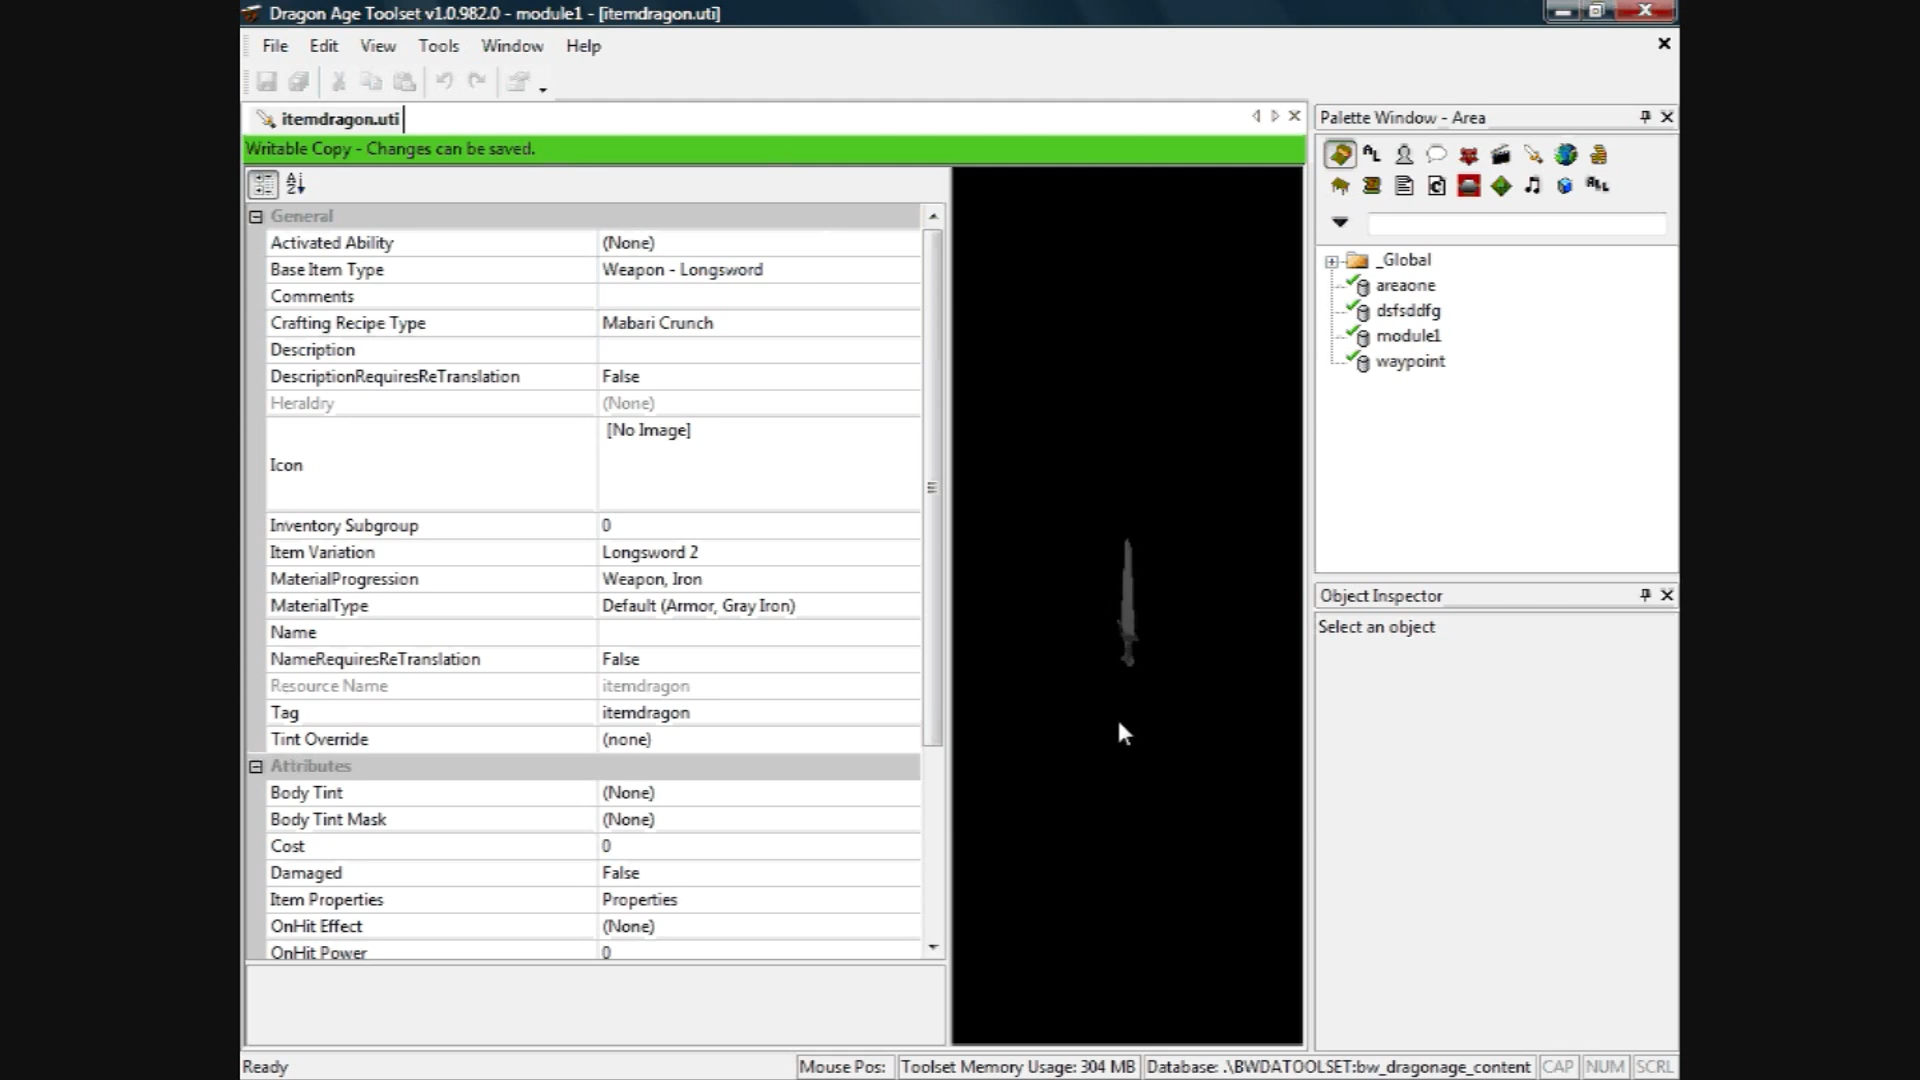 Dragon Age Toolset v1.0.982.0 - module1 - [itemdragon.uti]
File Edit View Tools Window Help
itemdragon.uti
Writable Copy - Changes can be saved.
General
Activated Ability (None)
Base Item Type Weapon - Longsword
Comments
Crafting Recipe Type Mabari Crunch
Description
DescriptionRequiresReTranslation False
Heraldry (None)
Icon [No Image]
Inventory Subgroup 0
Item Variation Longsword 2
MaterialProgression Weapon, Iron
MaterialType Default (Armor, Gray Iron)
Name
NameRequiresReTranslation False
Resource Name itemdragon
Tag itemdragon
Tint Override (none)
Attributes
Body Tint (None)
Body Tint Mask (None)
Cost 0
Damaged False
Item Properties Properties
OnHit Effect (None)
OnHit Power 0
Palette Window - Area
_Global
areaone
dsfsddfg
module1
waypoint
Object Inspector
Select an object
Ready Mouse Pos: Toolset Memory Usage: 304 MB Database: .\BWDATOOLSET:bw_dragonage_content CAP NUM SCRL